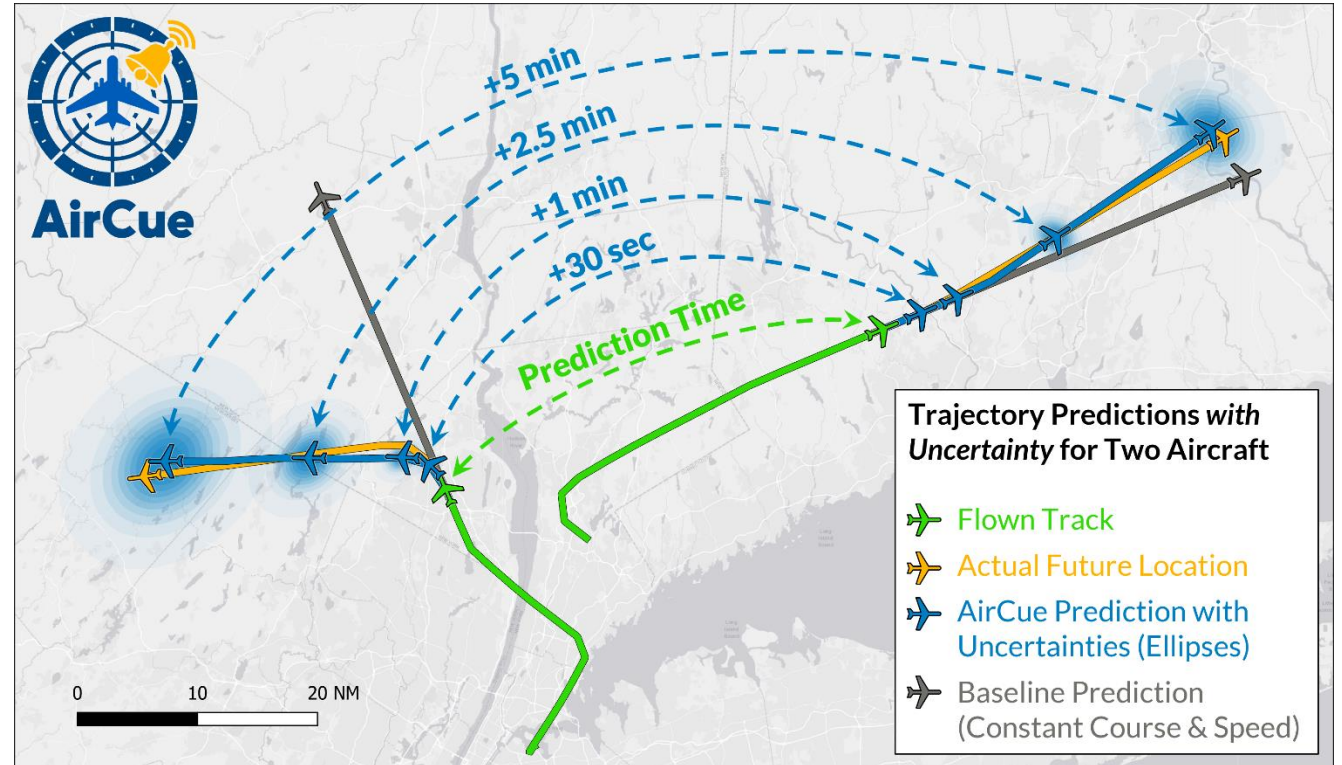 AirCue
+5 min
+2.5 min
+1 min
+30 sec
Prediction Time
Trajectory Predictions with
Uncertainty for Two Aircraft
Flown Track
Actual Future Location
AirCue Prediction with
Uncertainties (Ellipses)
Baseline Prediction
(Constant Course & Speed)
0 10 20 NM